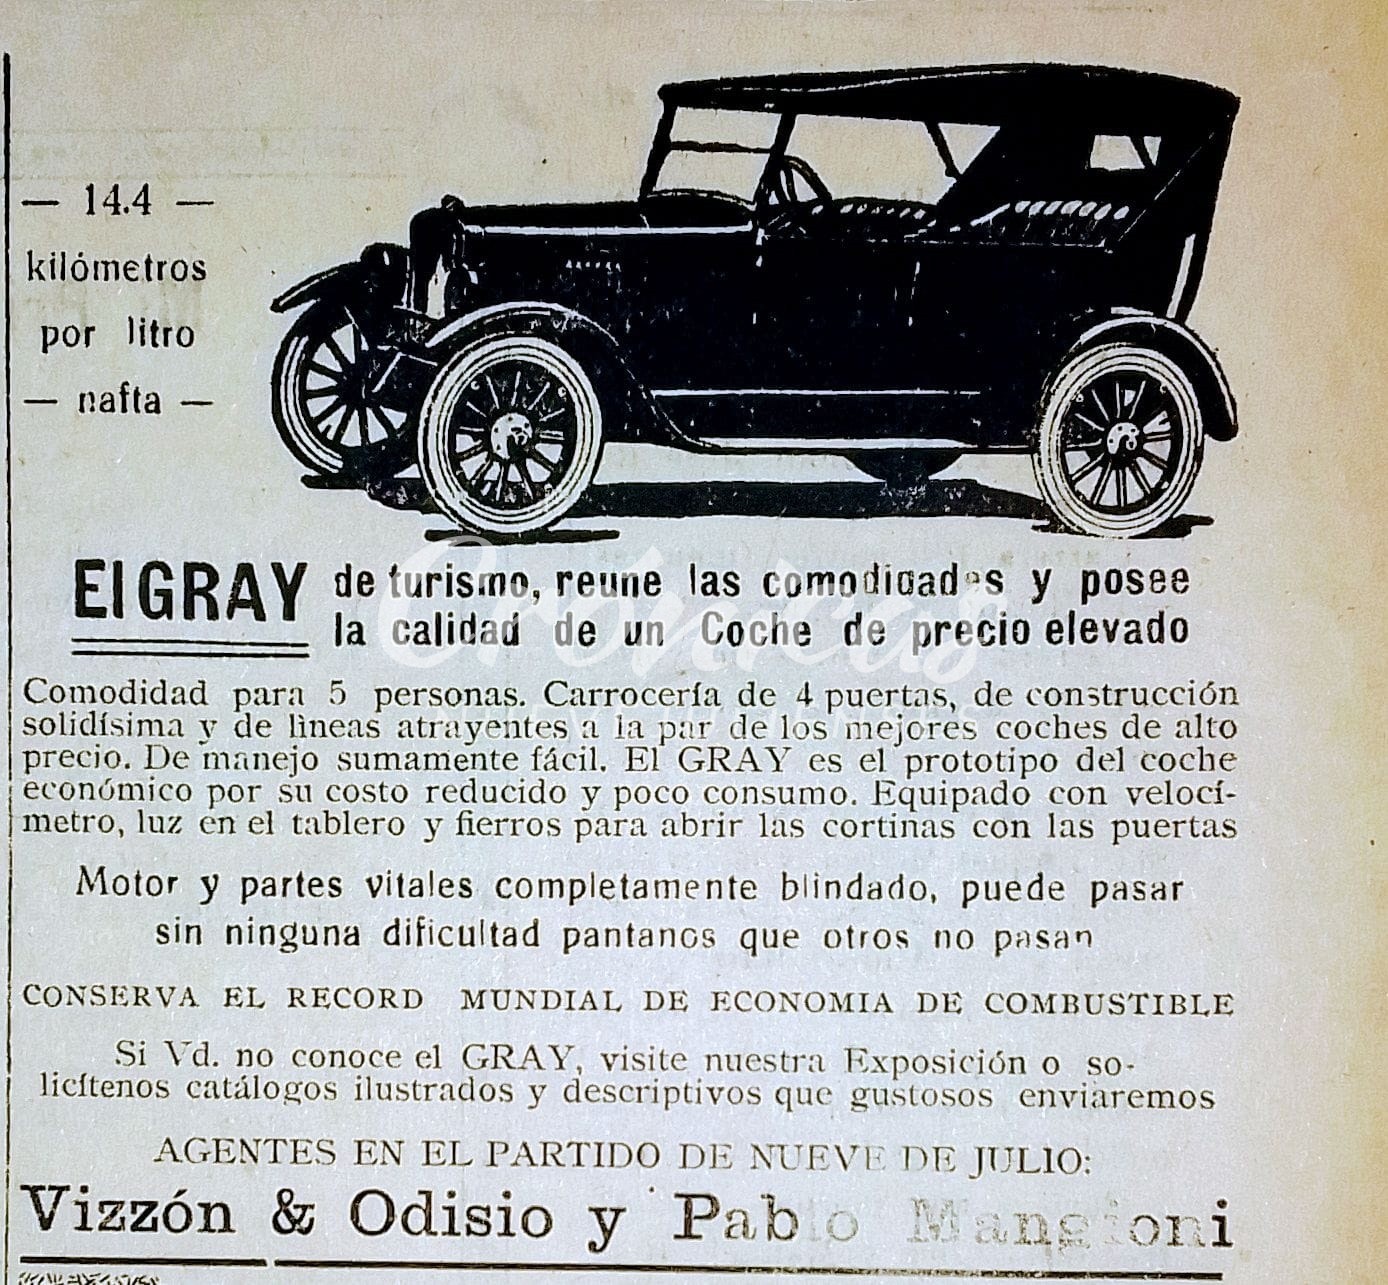 — 14.4 —
kilómetros
por litro
— nafta —
El GRAY
de turismo, reune las comodidades y posee
la calidad de un Coche de precio elevado
Crónicas
Comodidad para 5 personas. Carrocería de 4 puertas, de construcción
solidísima y de lineas atrayentes a la par de los mejores coches de alto
precio. De manejo sumamente fácil. El GRAY es el prototipo del coche
económico por su costo reducido y poco consumo. Equipado con velocí-
metro, luz en el tablero y fierros para abrir las cortinas con las puertas
Motor y partes vitales completamente blindado, puede pasar
sin ninguna dificultad pantanos que otros no pasan
CONSERVA EL RECORD MUNDIAL DE ECONOMIA DE COMBUSTIBLE
Si Vd. no conoce el GRAY, visite nuestra Exposición o so-
licítenos catálogos ilustrados y descriptivos que gustosos enviaremos
AGENTES EN EL PARTIDO DE NUEVE DE JULIO:
Vizzón & Odisio y Pablo Mangioni